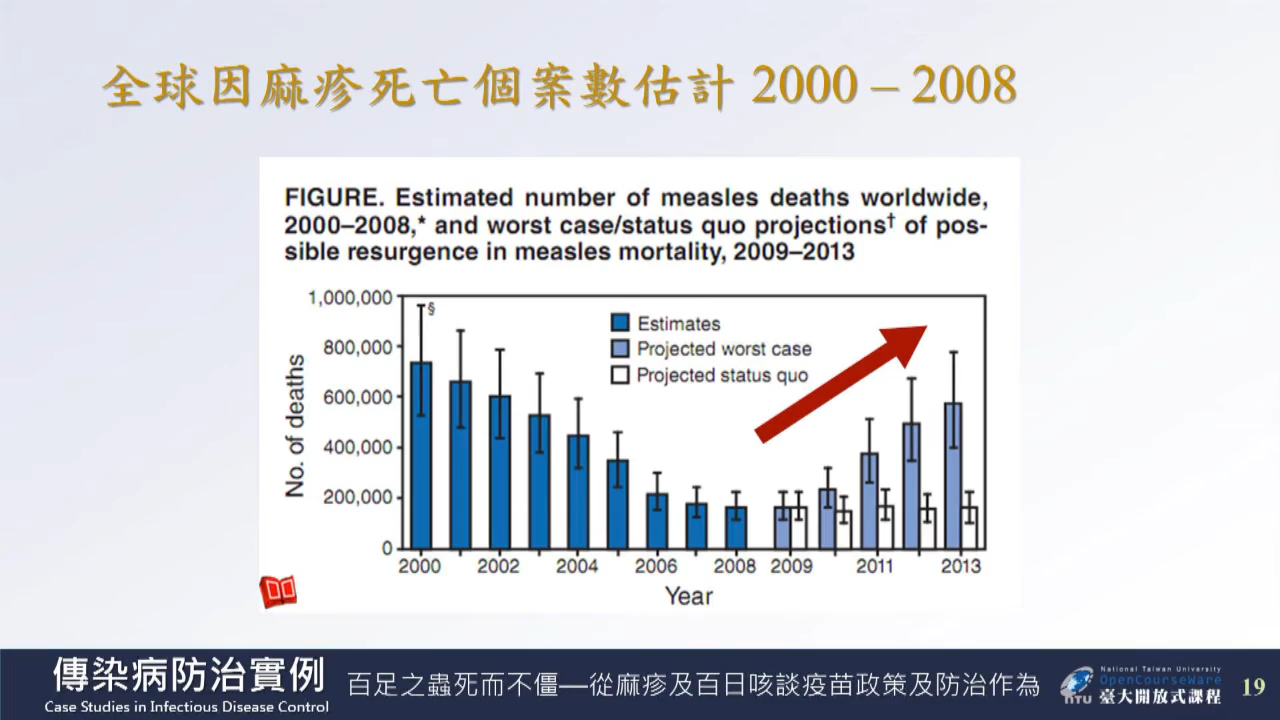 全球因麻疹死亡個案數估計 2000 – 2008
FIGURE. Estimated number of measles deaths worldwide,
2000–2008,* and worst case/status quo projections† of pos-
sible resurgence in measles mortality, 2009–2013
1,000,000
800,000
600,000
400,000
200,000
0
No. of deaths
§
Estimates
Projected worst case
Projected status quo
2000 2002 2004 2006 2008 2009 2011 2013
Year
傳染病防治實例
Case Studies in Infectious Disease Control
百足之蟲死而不僵—從麻疹及百日咳談疫苗政策及防治作為
NTU
National Taiwan University
OpenCourseWare
臺大開放式課程
19